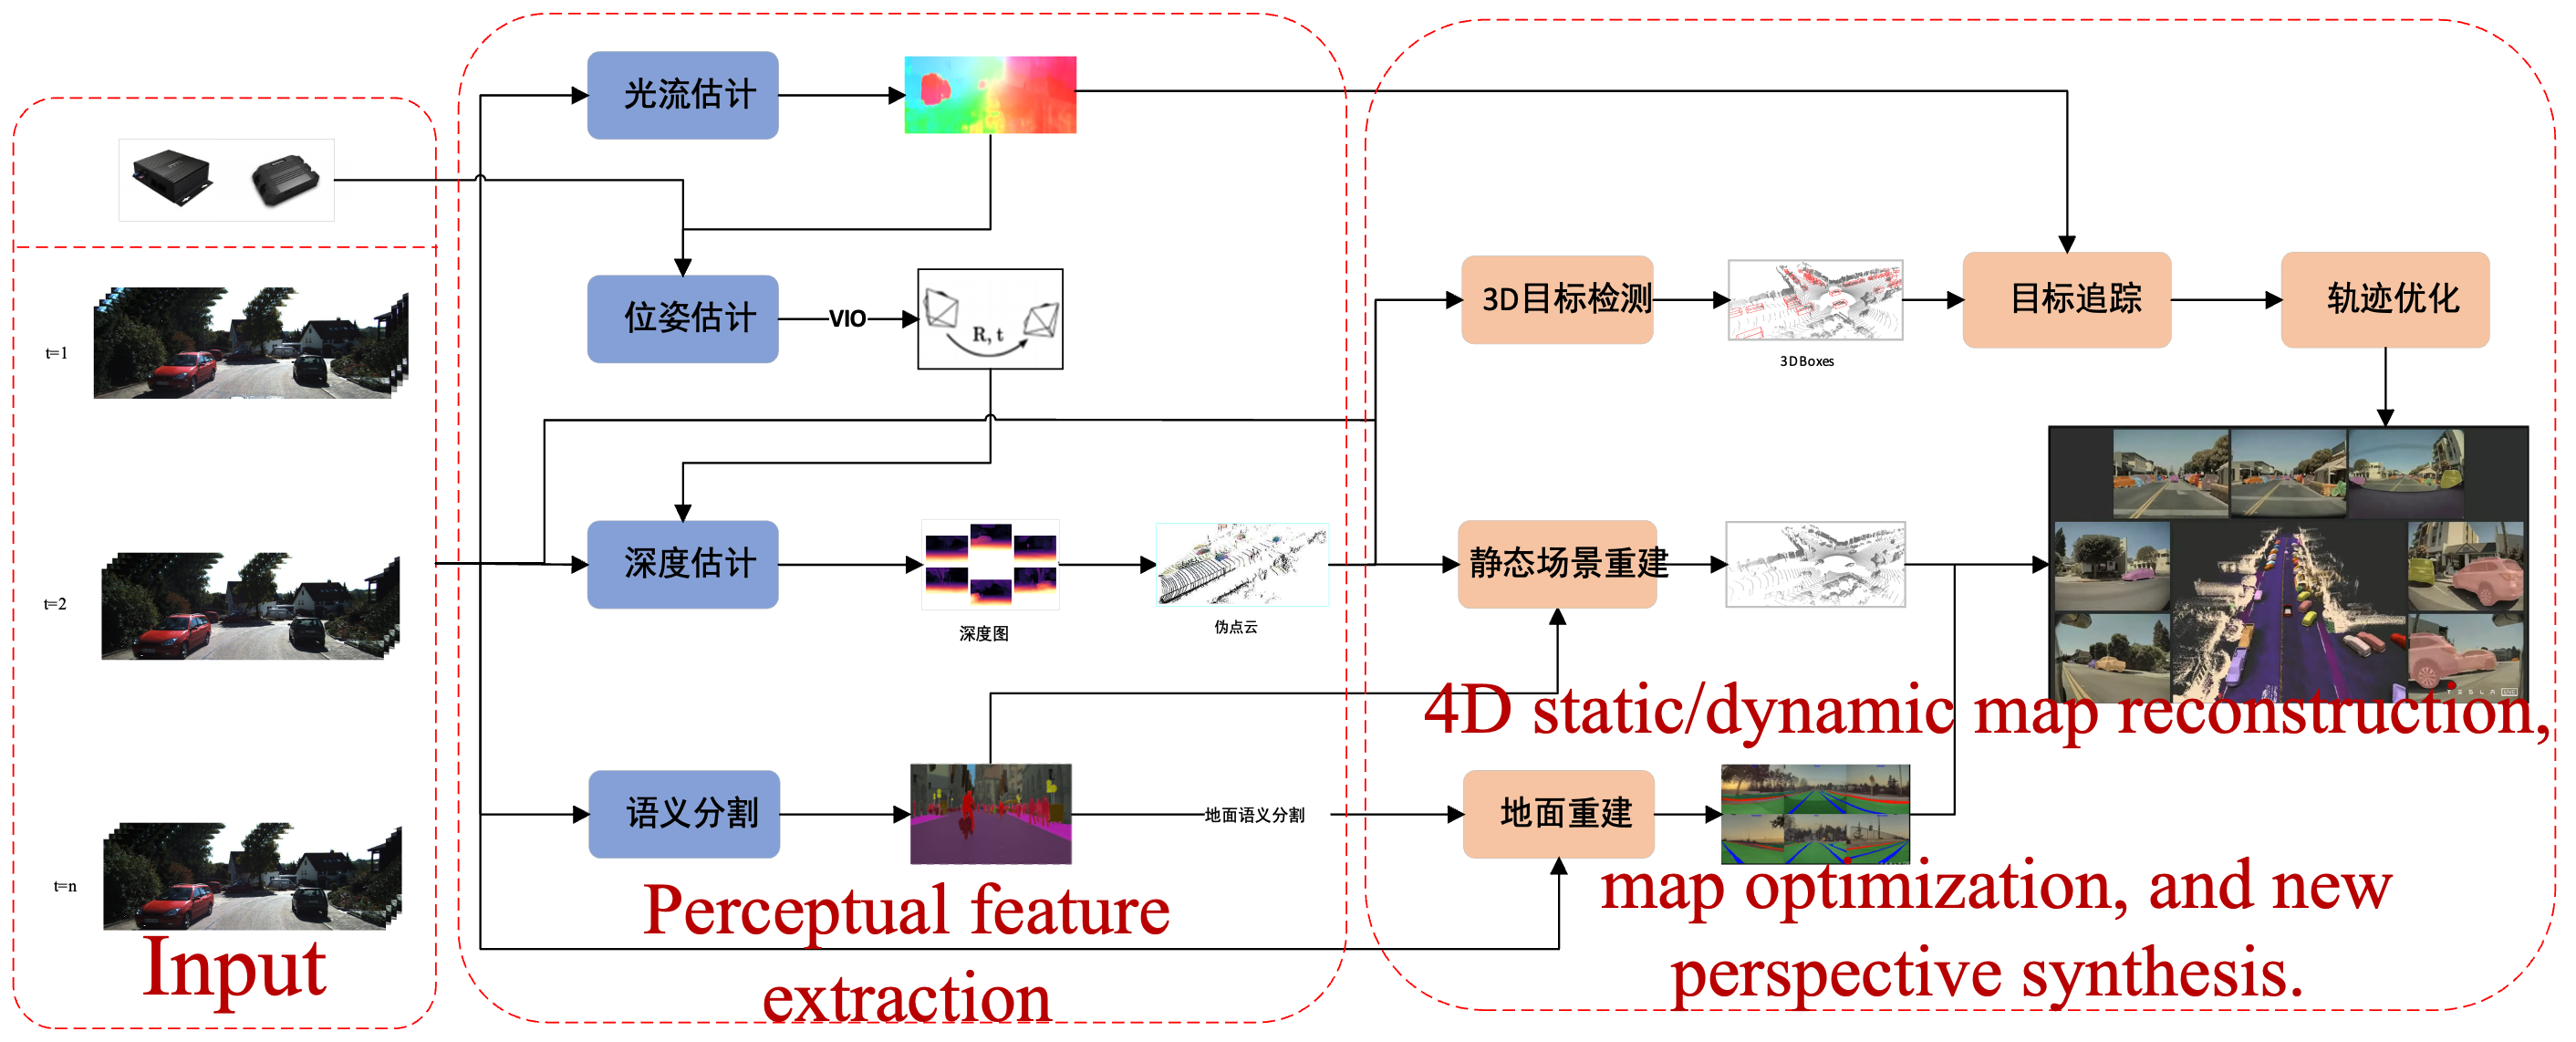 t=1
t=2
t=n
Input
光流估计
位姿估计
VIO
R, t
深度估计
深度图
伪点云
语义分割
地面语义分割
Perceptual feature
extraction
3D目标检测
3DBoxes
目标追踪
轨迹优化
静态场景重建
地面重建
TESLA LIVE
4D static/dynamic map reconstruction,
map optimization, and new
perspective synthesis.